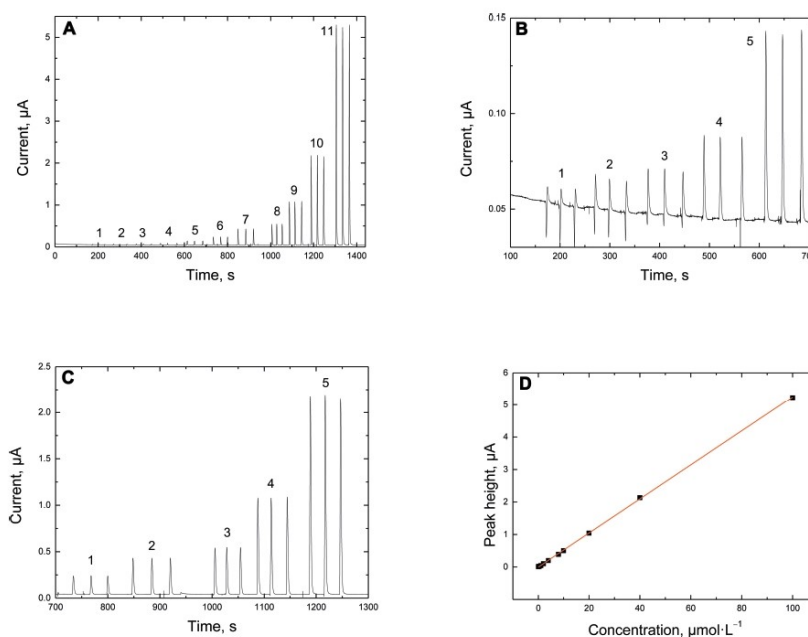 A
Current, μA
5
4
3
2
1
0
1 2 3 4 5 6 7 8 9 10 11
0 200 400 600 800 1000 1200 1400
Time, s
B
Current, μA
0.15
0.10
0.05
1 2 3 4 5
100 200 300 400 500 600
Time, s
C
Current, μA
2.5
2.0
1.5
1.0
0.5
0.0
1 2 3 4 5
700 800 900 1000 1100 1200 1300
Time, s
D
Peak height, μA
6
5
4
3
2
1
0
0 20 40 60 80 100
Concentration, μmol·L⁻¹